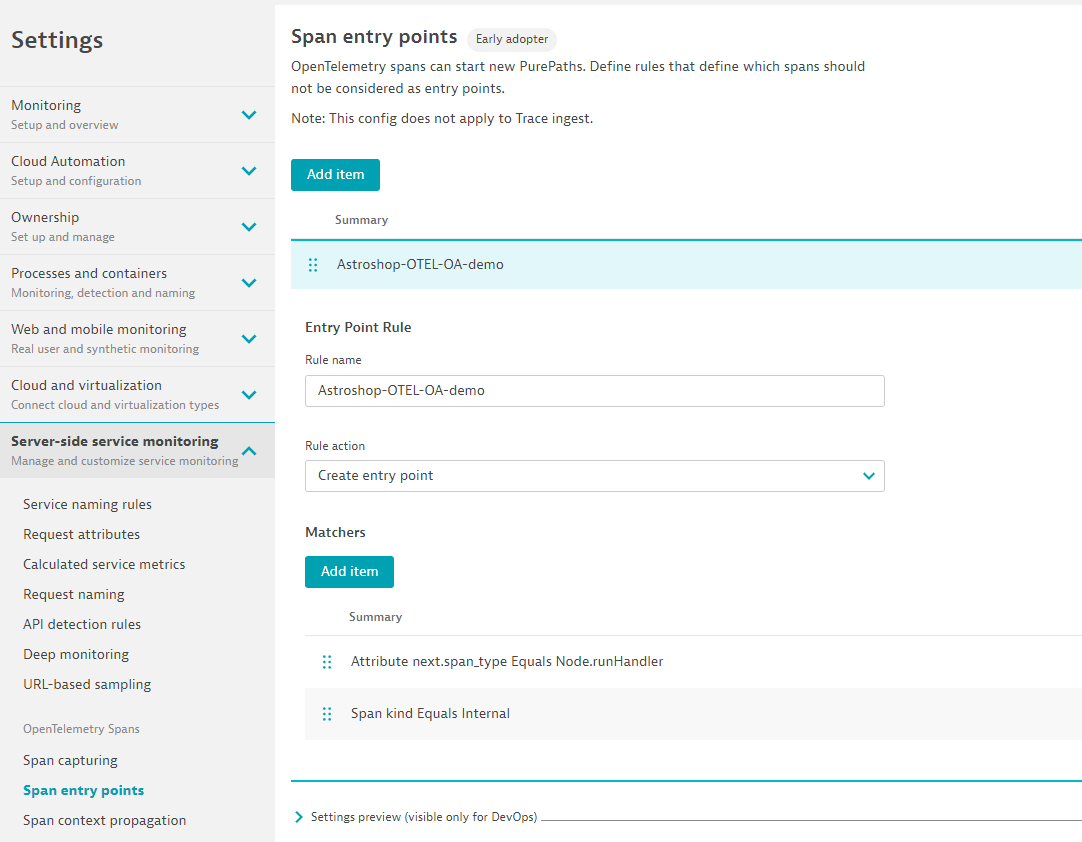 Settings
Monitoring
Setup and overview
Cloud Automation
Setup and configuration
Ownership
Set up and manage
Processes and containers
Monitoring, detection and naming
Web and mobile monitoring
Real user and synthetic monitoring
Cloud and virtualization
Connect cloud and virtualization types
Server-side service monitoring
Manage and customize service monitoring
Service naming rules
Request attributes
Calculated service metrics
Request naming
API detection rules
Deep monitoring
URL-based sampling
OpenTelemetry Spans
Span capturing
Span entry points
Span context propagation
Span entry points Early adopter
OpenTelemetry spans can start new PurePaths. Define rules that define which spans should
not be considered as entry points.
Note: This config does not apply to Trace ingest.
Add item
Summary
Astroshop-OTEL-OA-demo
Entry Point Rule
Rule name
Astroshop-OTEL-OA-demo
Rule action
Create entry point
Matchers
Add item
Summary
Attribute next.span_type Equals Node.runHandler
Span kind Equals Internal
Settings preview (visible only for DevOps)